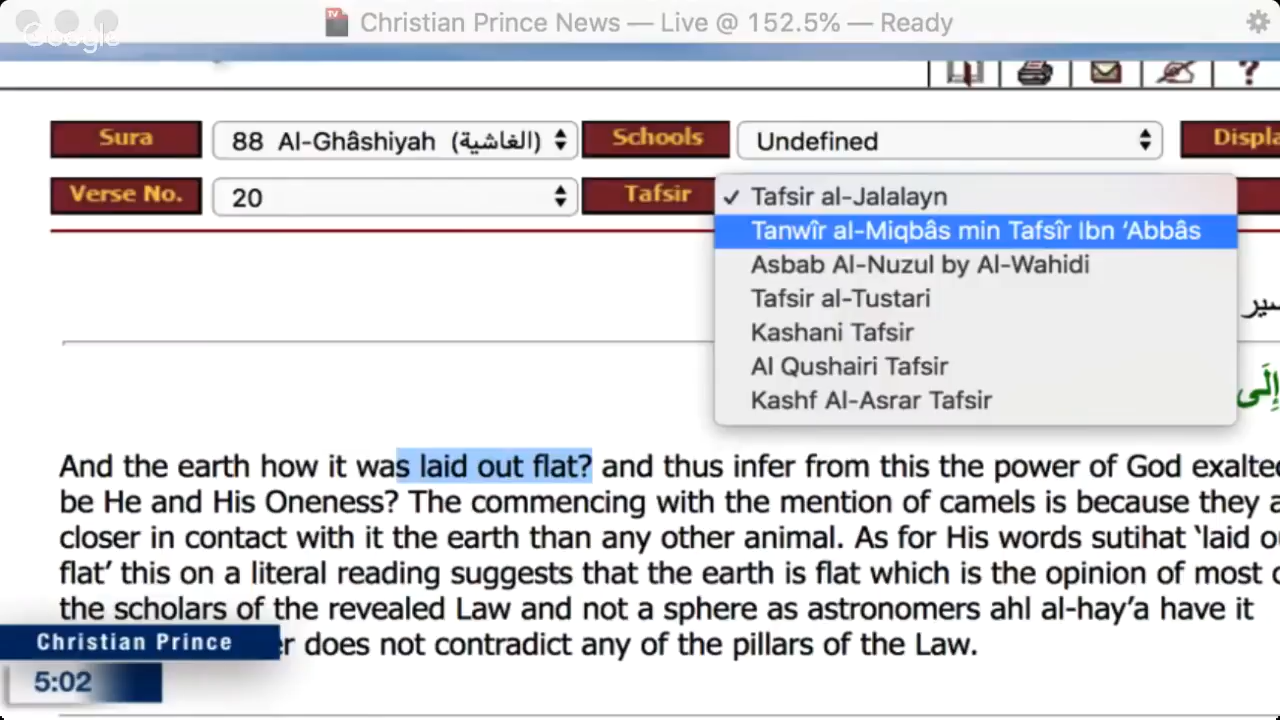 Christian Prince News — Live @ 152.5% — Ready
Google
Sura 88 Al-Ghâshiyah (الغاشية) Schools Undefined
Verse No. 20 Tafsir ✓ Tafsir al-Jalalayn
Tanwîr al-Miqbâs min Tafsîr Ibn ‘Abbâs
Asbab Al-Nuzul by Al-Wahidi
Tafsir al-Tustari
Kashani Tafsir
Al Qushairi Tafsir
Kashf Al-Asrar Tafsir
إِلَى
And the earth how it was laid out flat? and thus infer from this the power of God
be He and His Oneness? The commencing with the mention of camels is because they
closer in contact with it the earth than any other animal. As for His words sutihat ‘laid
flat’ this on a literal reading suggests that the earth is flat which is the opinion of most
the scholars of the revealed Law and not a sphere as astronomers ahl al-hay’a have it
does not contradict any of the pillars of the Law.
Christian Prince
5:02